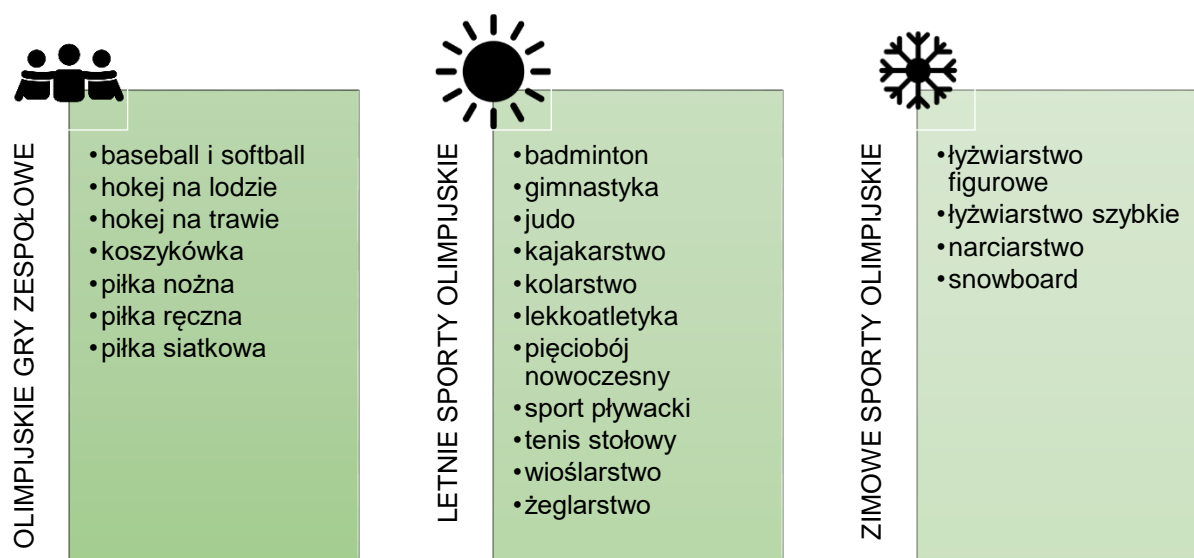 OLIMPIJSKIE GRY ZESPOŁOWE
•baseball i softball
•hokej na lodzie
•hokej na trawie
•koszykówka
•piłka nożna
•piłka ręczna
•piłka siatkowa
LETNIE SPORTY OLIMPIJSKIE
•badminton
•gimnastyka
•judo
•kajakarstwo
•kolarstwo
•lekkoatletyka
•pięciobój
nowoczesny
•sport pływacki
•tenis stołowy
•wioślarstwo
•żeglarstwo
ZIMOWE SPORTY OLIMPIJSKIE
•łyżwiarstwo
figurowe
•łyżwiarstwo szybkie
•narciarstwo
•snowboard